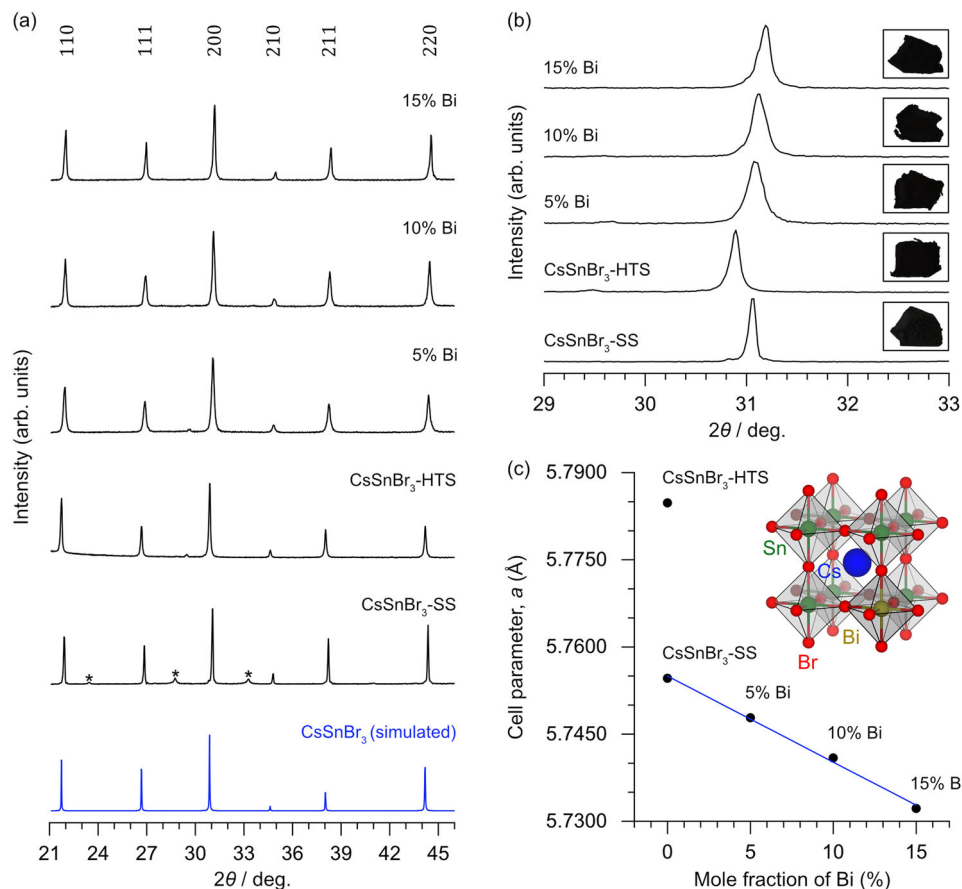 (a)
110 111 200 210 211 220
15% Bi
10% Bi
5% Bi
CsSnBr₃-HTS
CsSnBr₃-SS
* * *
CsSnBr₃ (simulated)
Intensity (arb. units)
21 24 27 30 33 36 39 42 45
2θ / deg.
(b)
15% Bi
10% Bi
5% Bi
CsSnBr₃-HTS
CsSnBr₃-SS
Intensity (arb. units)
29 30 31 32 33
2θ / deg.
(c)
5.7900
5.7750
5.7600
5.7450
5.7300
Cell parameter, a (Å)
CsSnBr₃-HTS
Sn
Cs
Bi
Br
CsSnBr₃-SS
5% Bi
10% Bi
15% B
0 5 10 15
Mole fraction of Bi (%)